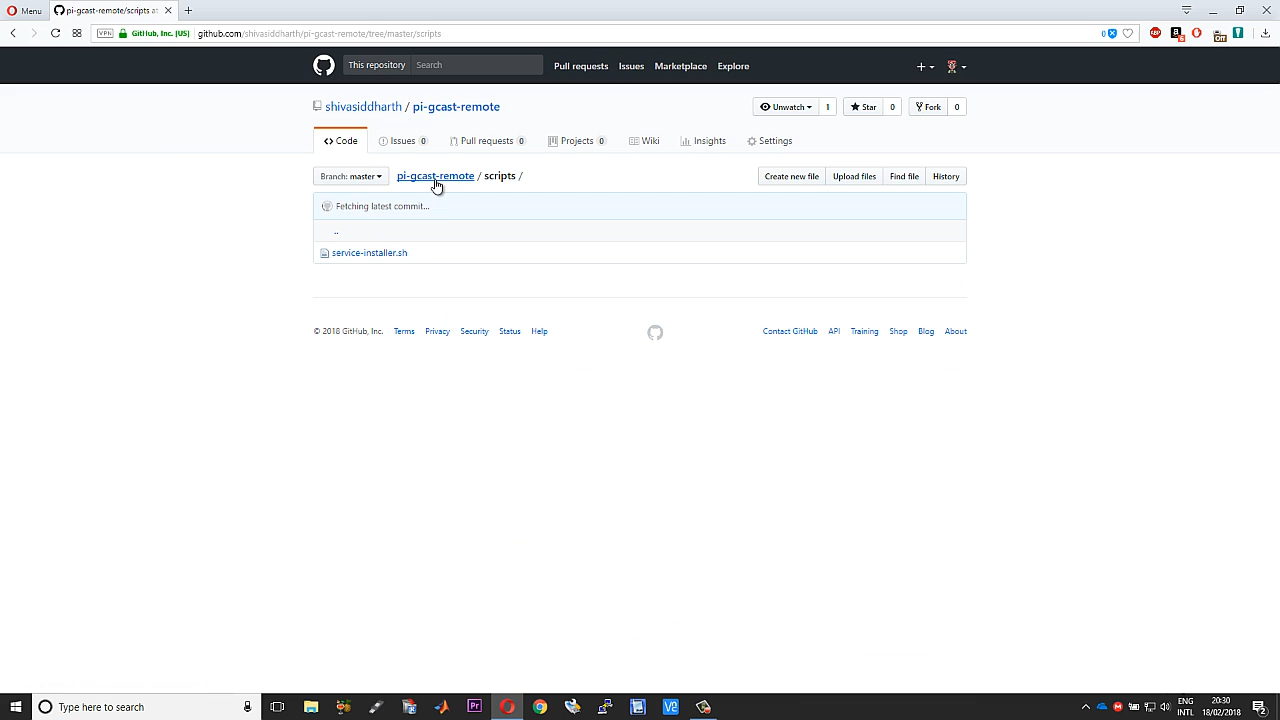 Menu
pi-gcast-remote/scripts at
VPN
GitHub, Inc. [US]
github.com/shivasiddharth/pi-gcast-remote/tree/master/scripts
0
ABP
This repository
Search
Pull requests
Issues
Marketplace
Explore
shivasiddharth / pi-gcast-remote
Unwatch 1
Star 0
Fork 0
Code
Issues 0
Pull requests 0
Projects 0
Wiki
Insights
Settings
Branch: master
pi-gcast-remote / scripts /
Create new file
Upload files
Find file
History
Fetching latest commit...
..
service-installer.sh
© 2018 GitHub, Inc.
Terms
Privacy
Security
Status
Help
Contact GitHub
API
Training
Shop
Blog
About
Type here to search
Pr
ENG
INTL
20:30
18/02/2018